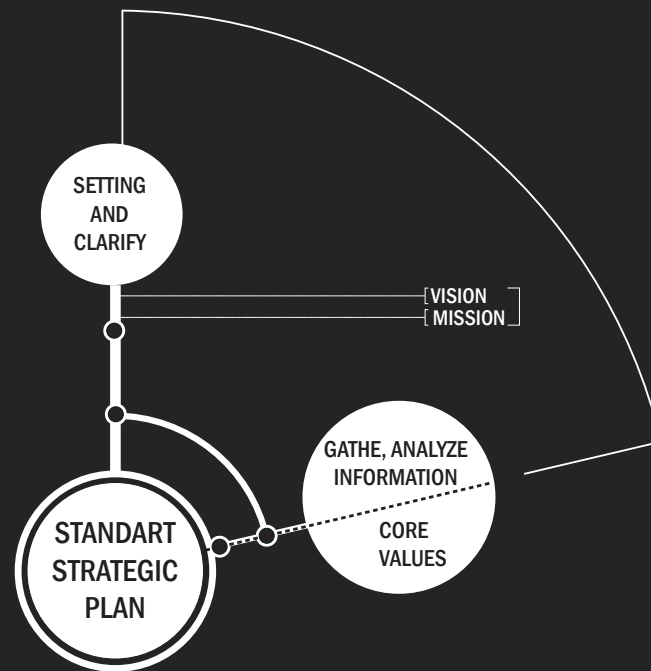 SETTING
AND
CLARIFY
[VISION
[ MISSION]
GATHE, ANALYZE
INFORMATION
CORE
VALUES
STANDART
STRATEGIC
PLAN